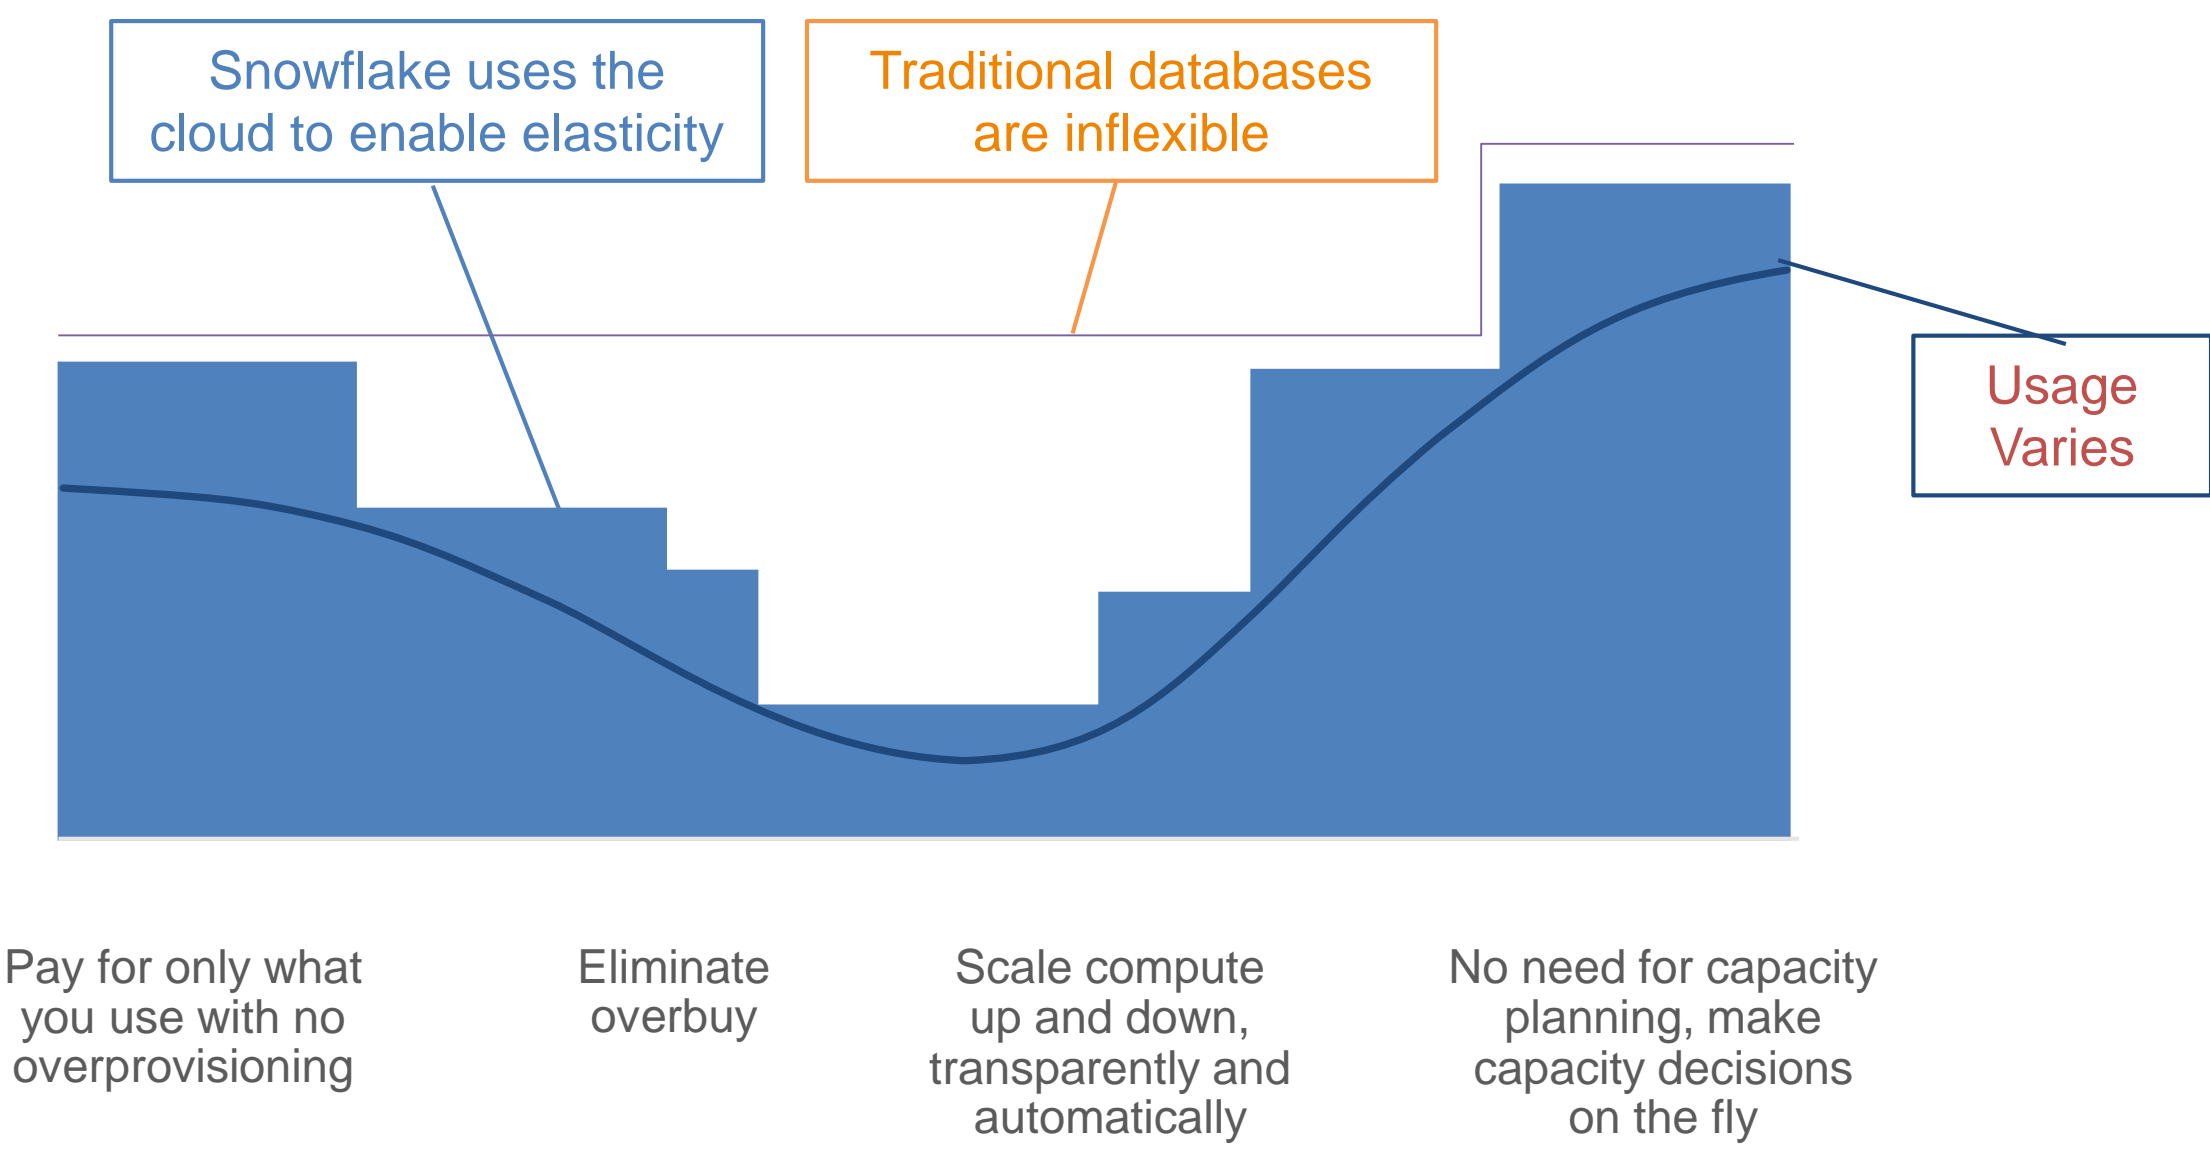 Snowflake uses the
cloud to enable elasticity
Traditional databases
are inflexible
Usage
Varies
Pay for only what
you use with no
overprovisioning
Eliminate
overbuy
Scale compute
up and down,
transparently and
automatically
No need for capacity
planning, make
capacity decisions
on the fly